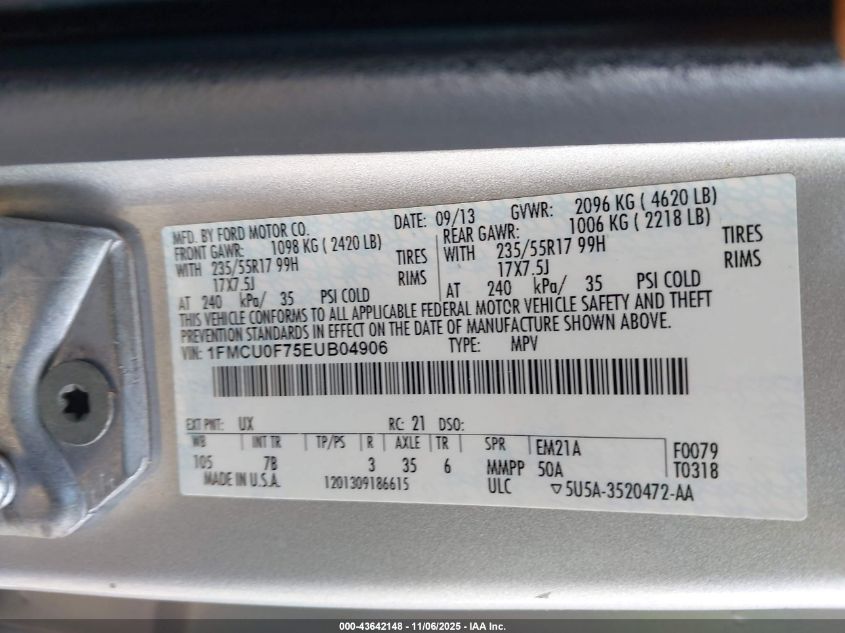 MFD. BY FORD MOTOR CO. DATE: 09/13 GVWR: 2096 KG ( 4620 LB)
FRONT GAWR: 1098 KG ( 2420 LB) REAR GAWR: 1006 KG ( 2218 LB)
WITH 235/55R17 99H TIRES WITH 235/55R17 99H TIRES
17X7.5J RIMS 17X7.5J RIMS
AT 240 kPa/ 35 PSI COLD AT 240 kPa/ 35 PSI COLD
THIS VEHICLE CONFORMS TO ALL APPLICABLE FEDERAL MOTOR VEHICLE SAFETY AND THEFT
PREVENTION STANDARDS IN EFFECT ON THE DATE OF MANUFACTURE SHOWN ABOVE.
VIN: 1FMCU0F75EUB04906 TYPE: MPV
EXT PNT: UX RC: 21 DSO:
WB INT TR TP/PS R AXLE TR SPR EM21A F0079
105 7B 3 35 6 MMPP 50A T0318
MADE IN U.S.A. 1201309186615 ULC ▽5U5A-3520472-AA
000-43642148 - 11/06/2025 - IAA Inc.